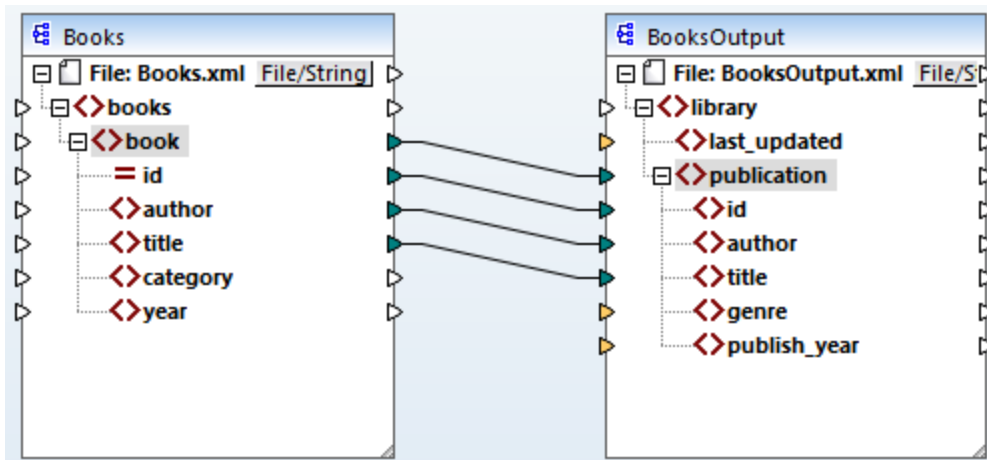 Books
File: Books.xml File/String
books
book
id
author
title
category
year
BooksOutput
File: BooksOutput.xml File/S
library
last_updated
publication
id
author
title
genre
publish_year